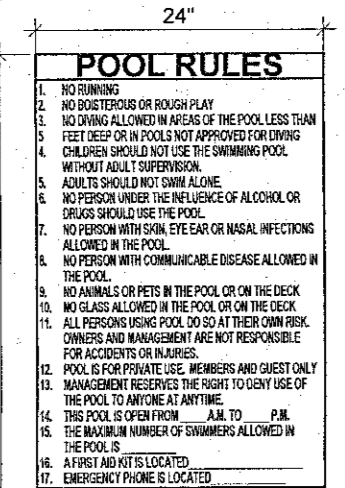 24"
POOL RULES
1. NO RUNNING
2. NO BOISTEROUS OR ROUGH PLAY
3. NO DIVING ALLOWED IN AREAS OF THE POOL LESS THAN
5 FEET DEEP OR IN POOLS NOT APPROVED FOR DIVING
4. CHILDREN SHOULD NOT USE THE SWIMMING POOL
WITHOUT ADULT SUPERVISION.
5. ADULTS SHOULD NOT SWIM ALONE.
6. NO PERSON UNDER THE INFLUENCE OF ALCOHOL OR
DRUGS SHOULD USE THE POOL.
7. NO PERSON WITH SKIN, EYE EAR OR NASAL INFECTIONS
ALLOWED IN THE POOL.
8. NO PERSON WITH COMMUNICABLE DISEASE ALLOWED IN
THE POOL.
9. NO ANIMALS OR PETS IN THE POOL OR ON THE DECK
10. NO GLASS ALLOWED IN THE POOL OR ON THE DECK
11. ALL PERSONS USING POOL DO SO AT THEIR OWN RISK.
OWNERS AND MANAGEMENT ARE NOT RESPONSIBLE
FOR ACCIDENTS OR INJURIES.
12. POOL IS FOR PRIVATE USE, MEMBERS AND GUEST ONLY
13. MANAGEMENT RESERVES THE RIGHT TO DENY USE OF
THE POOL TO ANYONE AT ANYTIME.
14. THIS POOL IS OPEN FROM _____ A.M. TO _____ P.M.
15. THE MAXIMUM NUMBER OF SWIMMERS ALLOWED IN
THE POOL IS __________
16. A FIRST AID KIT IS LOCATED__________
17. EMERGENCY PHONE IS LOCATED__________